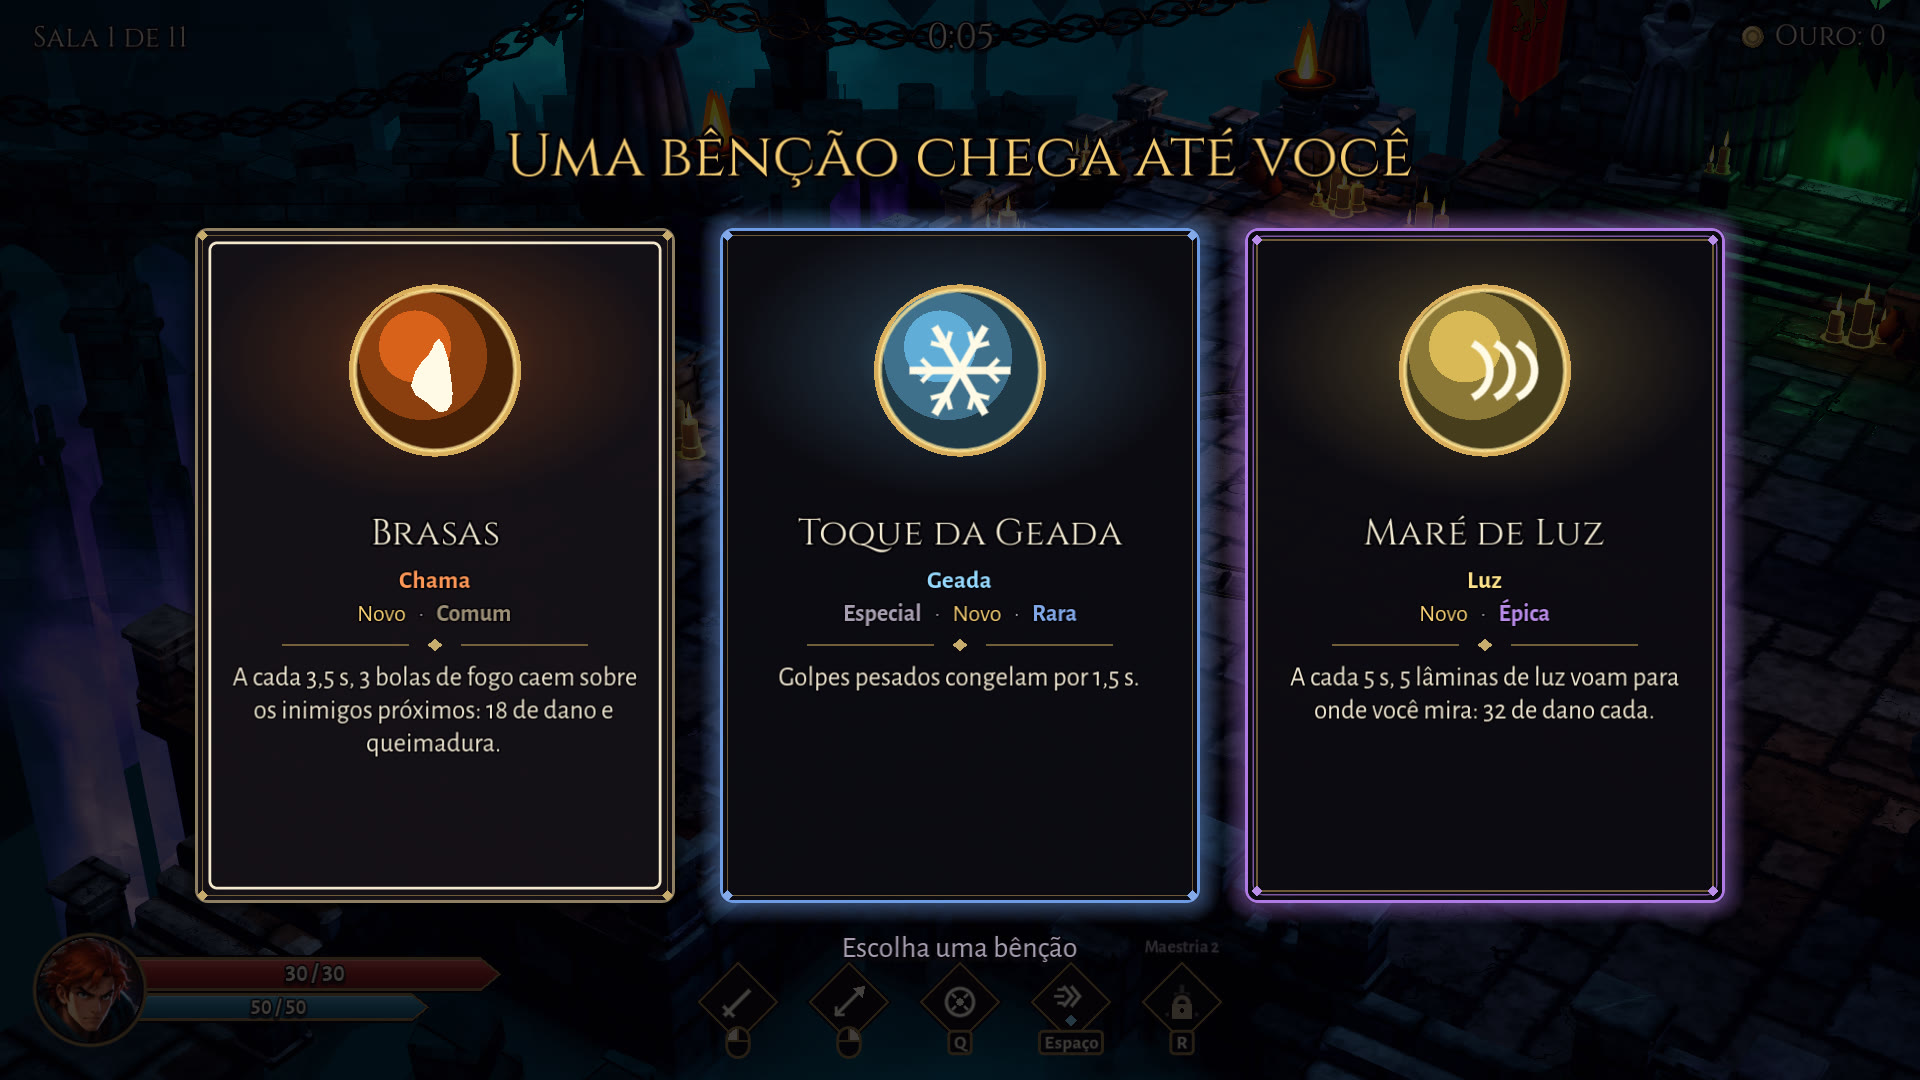 Sala 1 de 11
0:05
Ouro: 0
Uma bênção chega até você
Brasas
Chama
Novo · Comum
A cada 3,5 s, 3 bolas de fogo caem sobre
os inimigos próximos: 18 de dano e
queimadura.
Toque da Geada
Geada
Especial · Novo · Rara
Golpes pesados congelam por 1,5 s.
Maré de Luz
Luz
Novo · Épica
A cada 5 s, 5 lâminas de luz voam para
onde você mira: 32 de dano cada.
Escolha uma bênção
Maestria 2
30/30
50/50
Q
Espaço
R